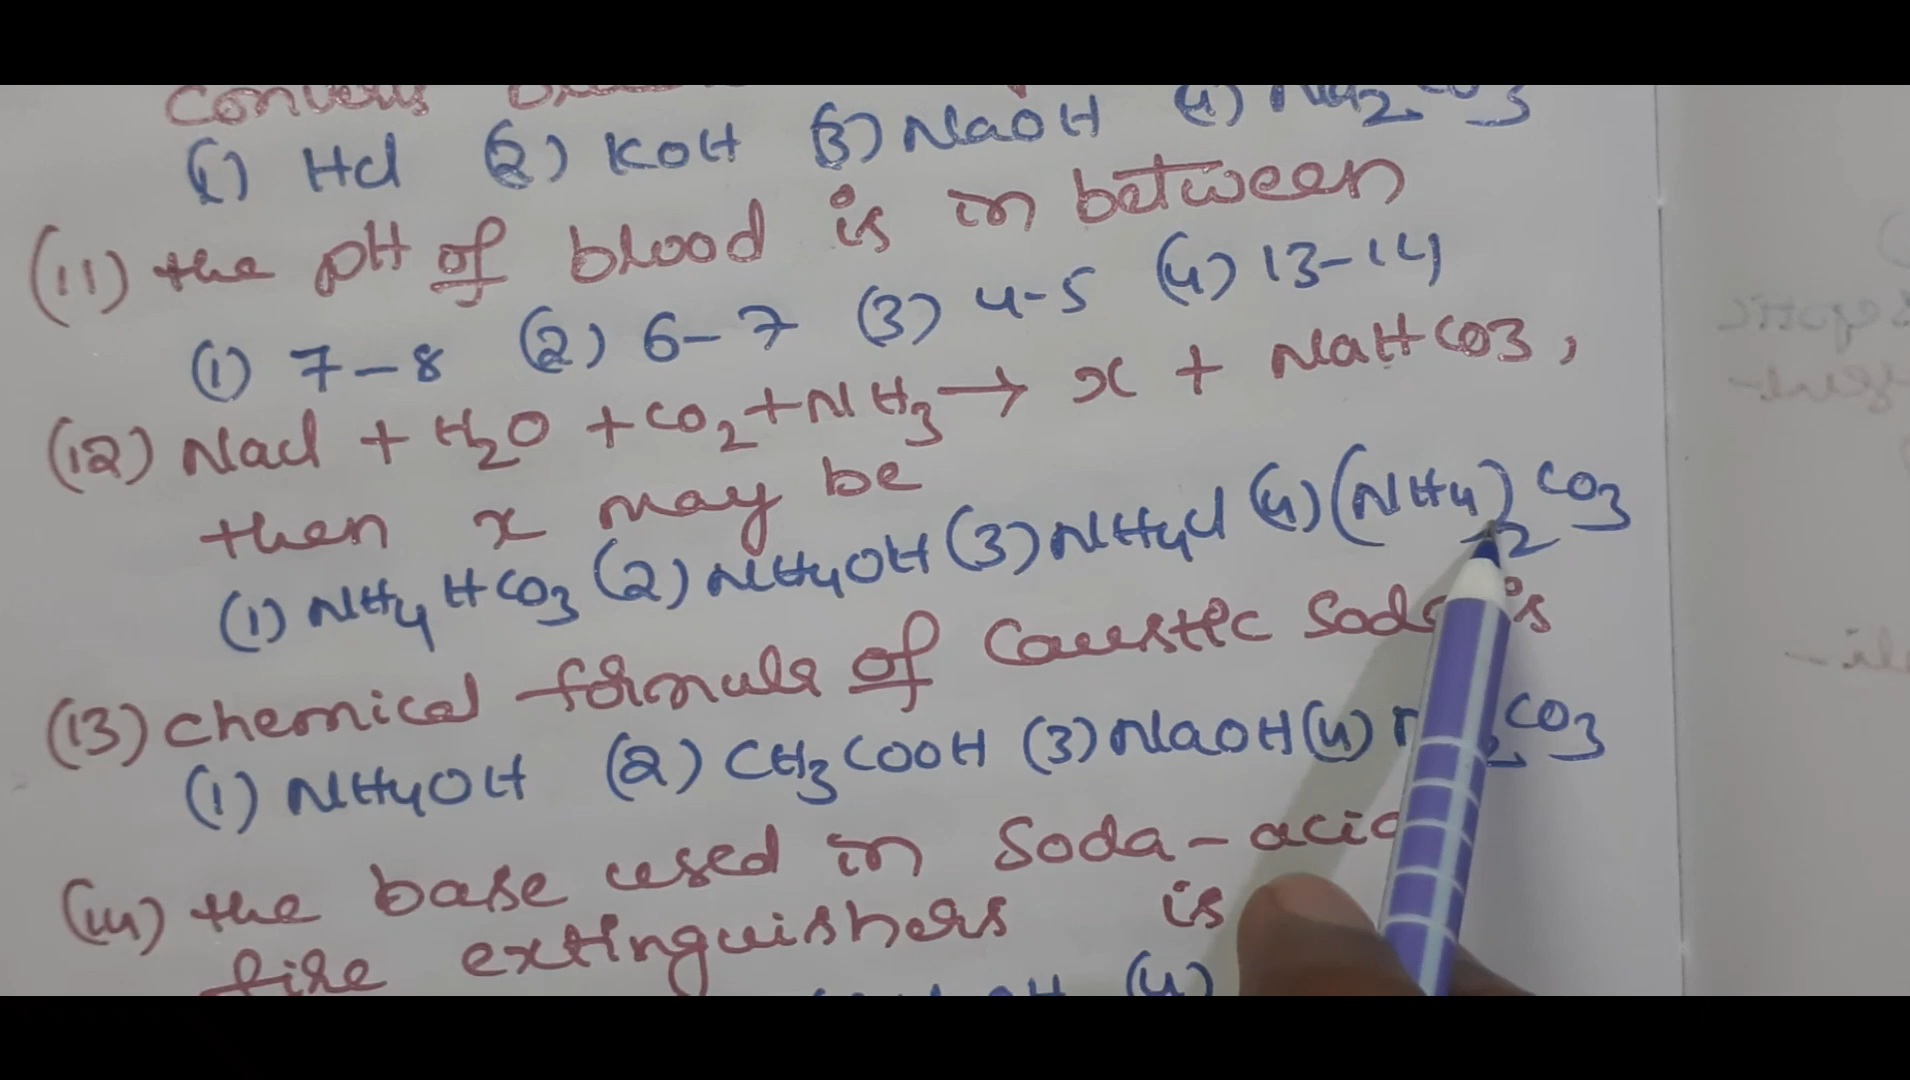 (1) HCl (2) KOH (3) NaOH (4) Na2CO3
(11) the pH of blood is in between
(1) 7-8 (2) 6-7 (3) 4-5 (4) 13-14
(12) NaCl + H2O + CO2 + NH3 → x + NaHCO3,
then x may be
(1) NH4HCO3 (2) NH4OH (3) NH4Cl (4) (NH4)2CO3
(13) chemical formula of Caustic Soda is
(1) NH4OH (2) CH3COOH (3) NaOH (4) 2CO3
(14) the base used in Soda-acid
fire extinguishers is
(4)